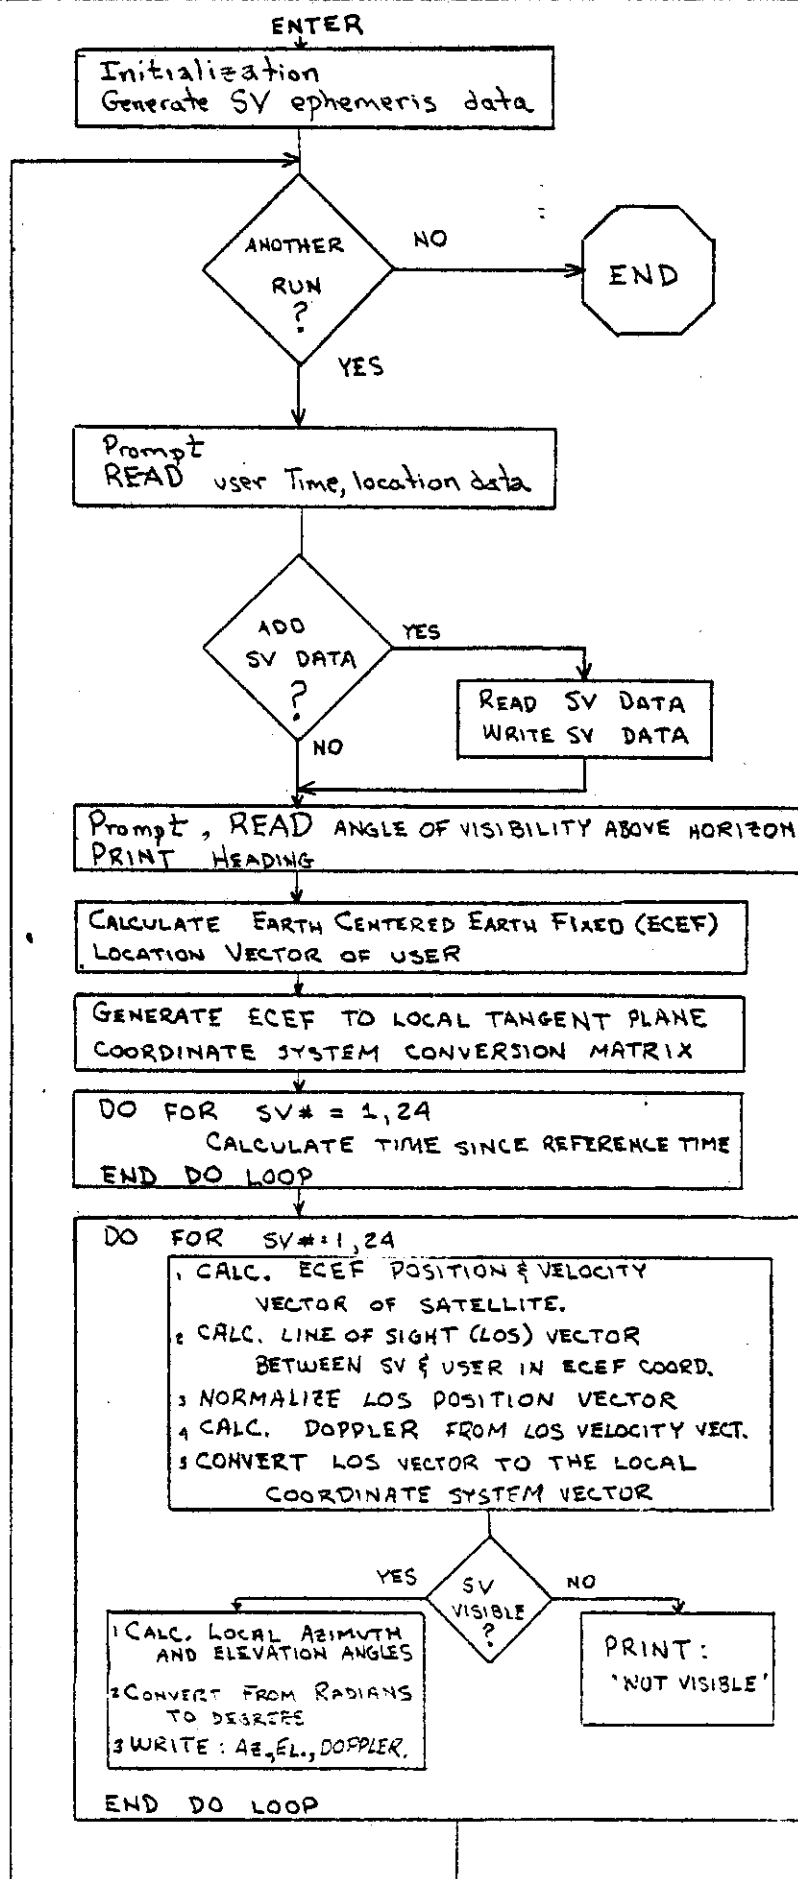 ENTER
Initialization
Generate SV ephemeris data
ANOTHER
RUN
?
NO
END
YES
Prompt
READ user Time, location data
ADD
SV DATA
?
YES
READ SV DATA
WRITE SV DATA
NO
Prompt, READ ANGLE OF VISIBILITY ABOVE HORIZON
PRINT HEADING
CALCULATE EARTH CENTERED EARTH FIXED (ECEF)
LOCATION VECTOR OF USER
GENERATE ECEF TO LOCAL TANGENT PLANE
COORDINATE SYSTEM CONVERSION MATRIX
DO FOR SV# = 1,24
CALCULATE TIME SINCE REFERENCE TIME
END DO LOOP
DO FOR SV#=1,24
1 CALC. ECEF POSITION & VELOCITY
VECTOR OF SATELLITE.
2 CALC. LINE OF SIGHT (LOS) VECTOR
BETWEEN SV & USER IN ECEF COORD.
3 NORMALIZE LOS POSITION VECTOR
4 CALC. DOPPLER FROM LOS VELOCITY VECT.
5 CONVERT LOS VECTOR TO THE LOCAL
COORDINATE SYSTEM VECTOR
YES
SV
VISIBLE
?
NO
1 CALC. LOCAL AZIMUTH
AND ELEVATION ANGLES
2 CONVERT FROM RADIANS
TO DEGREES
3 WRITE: AZ., EL., DOPPLER.
PRINT:
'NOT VISIBLE'
END DO LOOP